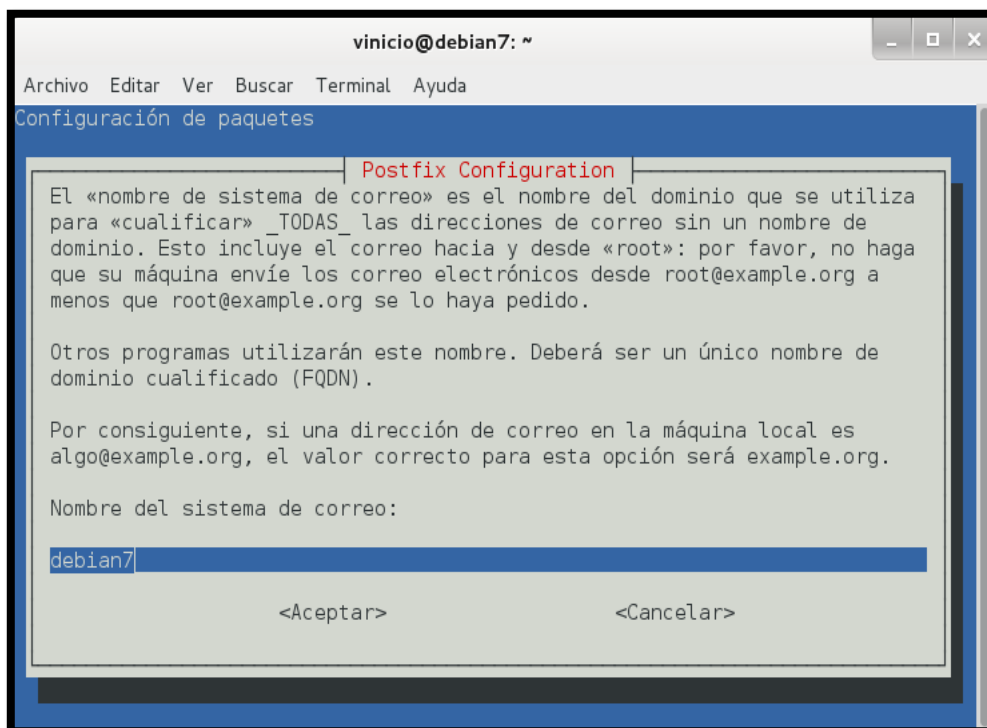 vinicio@debian7: ~
Archivo Editar Ver Buscar Terminal Ayuda
Configuración de paquetes
Postfix Configuration
El «nombre de sistema de correo» es el nombre del dominio que se utiliza
para «cualificar» _TODAS_ las direcciones de correo sin un nombre de
dominio. Esto incluye el correo hacia y desde «root»: por favor, no haga
que su máquina envíe los correo electrónicos desde root@example.org a
menos que root@example.org se lo haya pedido.
Otros programas utilizarán este nombre. Deberá ser un único nombre de
dominio cualificado (FQDN).
Por consiguiente, si una dirección de correo en la máquina local es
algo@example.org, el valor correcto para esta opción será example.org.
Nombre del sistema de correo:
debian7
<Aceptar> <Cancelar>